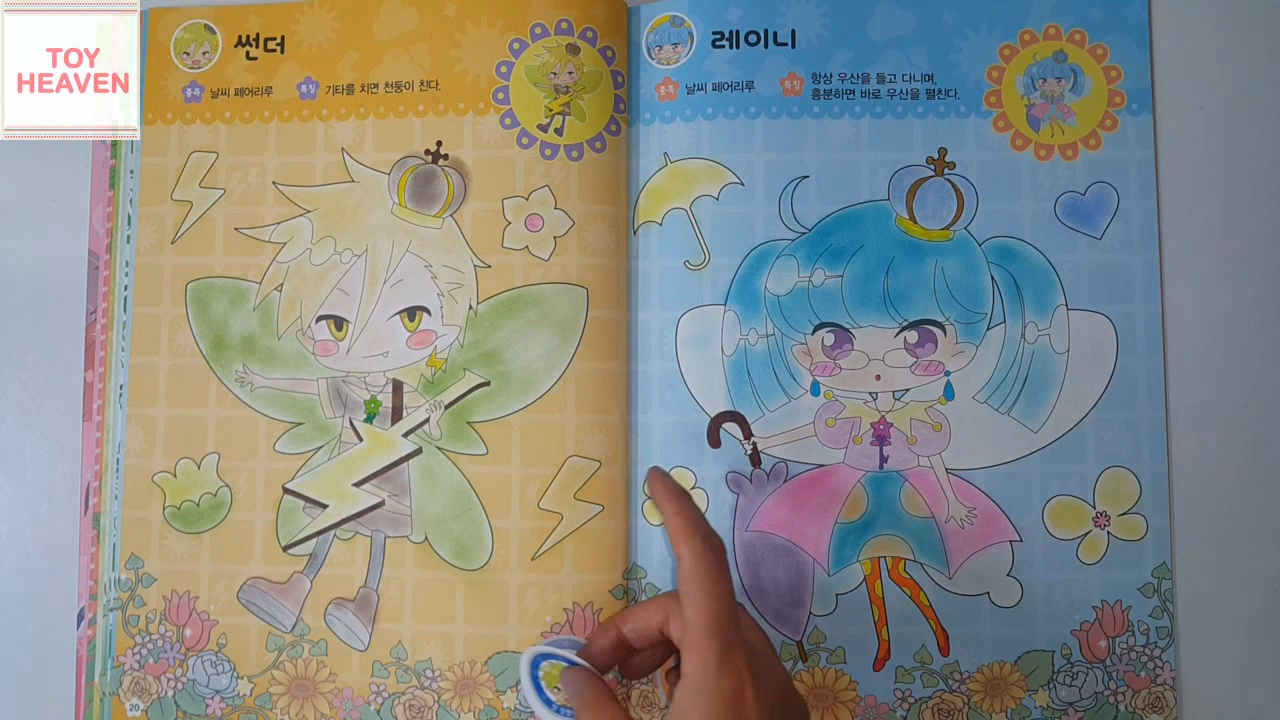 TOY
HEAVEN
썬더
종족 날씨 페어리루
특징 기타를 치면 천둥이 친다.
20
레이니
종족 날씨 페어리루
특징 항상 우산을 들고 다니며,
흥분하면 바로 우산을 펼친다.